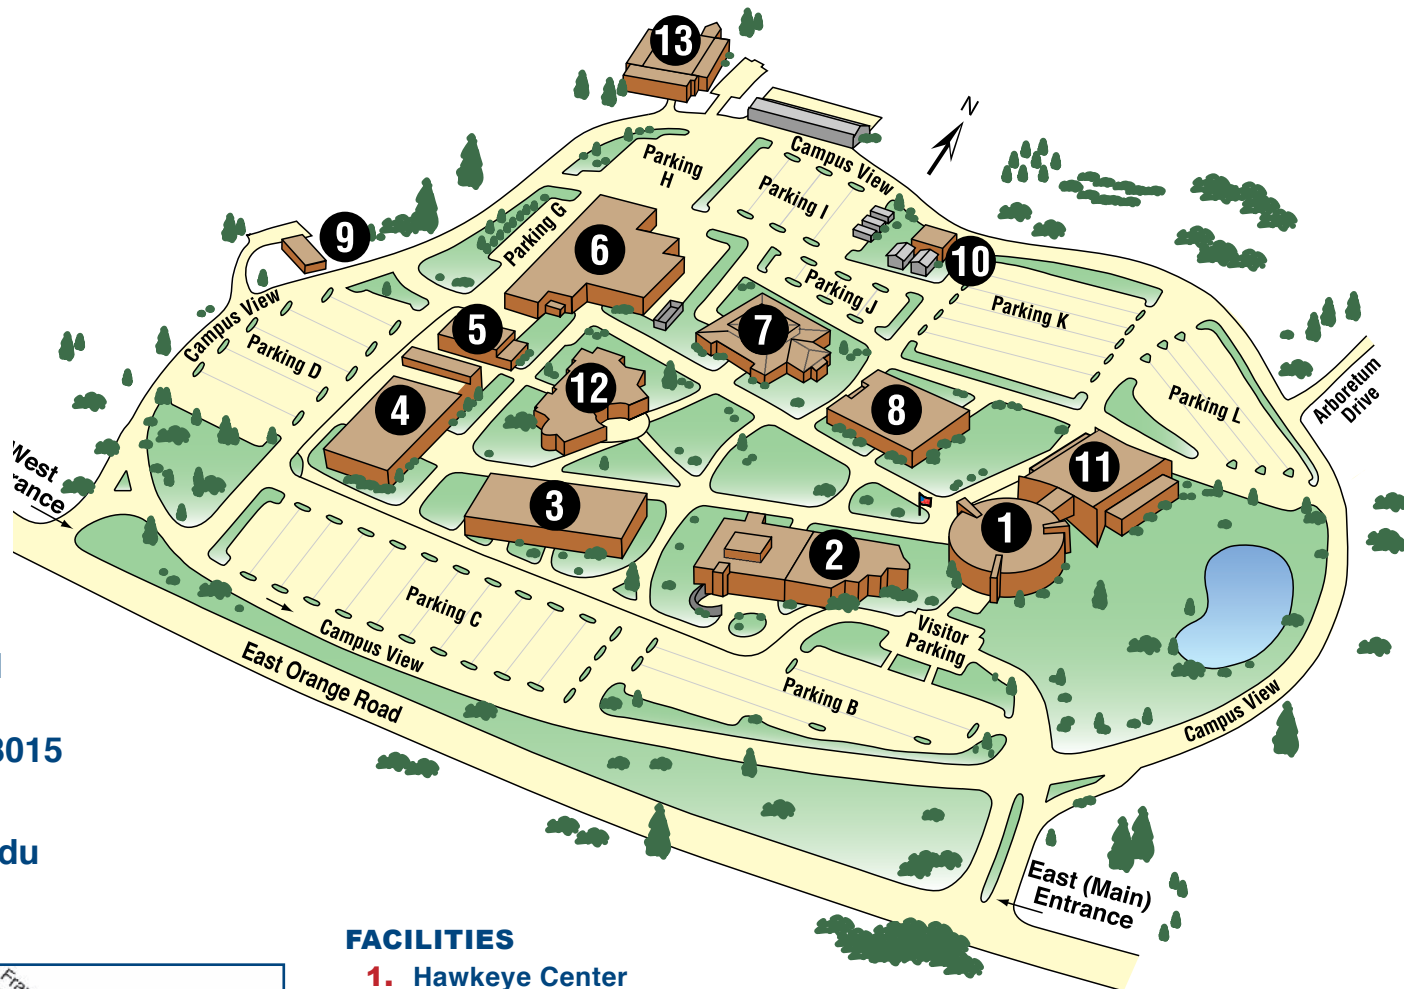 13
N
Campus View
Parking
H
Parking I
Parking G
9
6
10
Parking J
Parking K
Campus View
5
7
Parking D
12
4
8
Parking L
Arboretum
Drive
West
rance
11
3
1
2
Parking C
Visitor
Parking
Campus View
East Orange Road
Parking B
Campus View
3015
du
East (Main)
Entrance
FACILITIES
1. Hawkeye Center
Fra